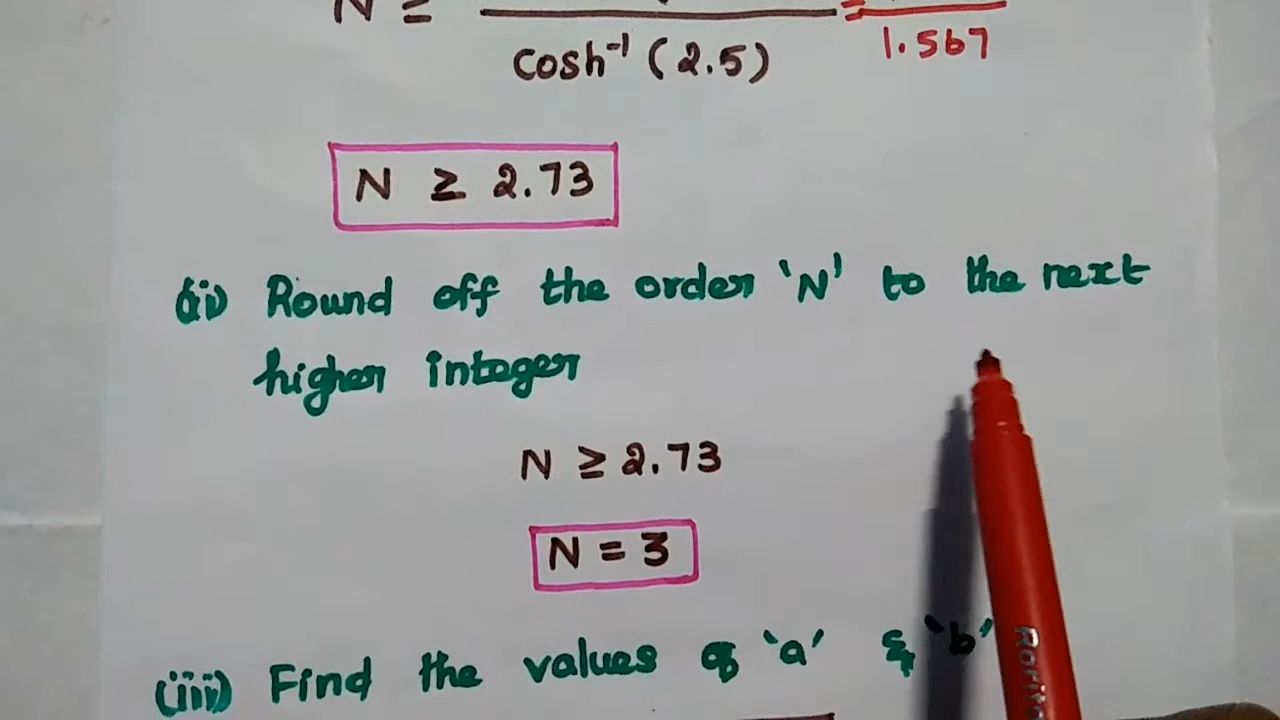 N ≥
cosh⁻¹ (2.5)
=
1.567
N ≥ 2.73
(ii) Round off the order 'N' to the next
higher integer
N ≥ 2.73
N = 3
(iii) Find the values of 'a' & 'b'